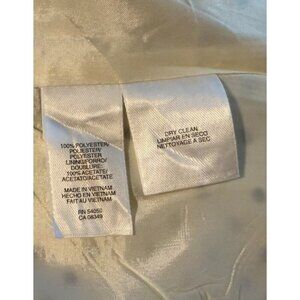 100% POLYESTER/
POLIESTER/
POLYESTER
LINING/FORRO/
DOUBLURE:
100% ACETATE/
ACETATO/ACETATE
MADE IN VIETNAM
HECHO EN VIETNAM
FAIT AU VIETNAM
RN 54050
CA 08349
DRY CLEAN
LIMPIAR EN SECO
NETTOYAGE A SEC